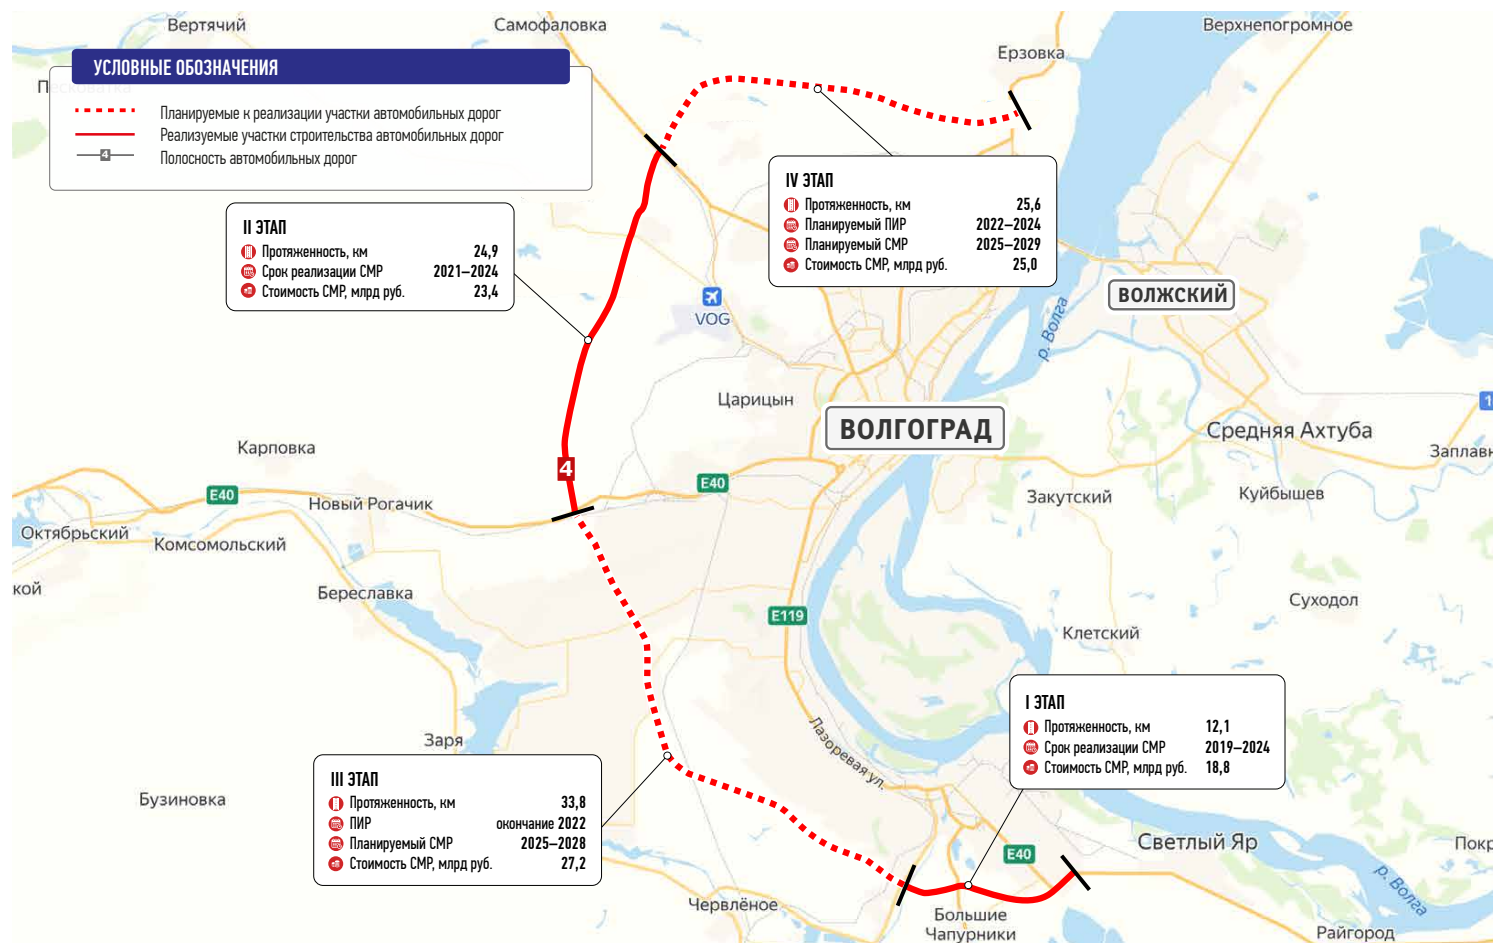 Вертячий
Самофаловка
Верхнепогромное
Ерзовка
УСЛОВНЫЕ ОБОЗНАЧЕНИЯ
Планируемые к реализации участки автомобильных дорог
Реализуемые участки строительства автомобильных дорог
4 Полосность автомобильных дорог
IV ЭТАП
Протяженность, км 25,6
Планируемый ПИР 2022–2024
Планируемый СМР 2025–2029
Стоимость СМР, млрд руб. 25,0
II ЭТАП
Протяженность, км 24,9
Срок реализации СМР 2021–2024
Стоимость СМР, млрд руб. 23,4
VOG
ВОЛЖСКИЙ
р. Волга
Царицын
ВОЛГОГРАД
Средняя Ахтуба
1
Карповка
4
Заплавн
E40
E40
Новый Рогачик
Закутский
Куйбышев
Октябрьский
Комсомольский
кой
Береславка
E119
Суходол
Клетский
I ЭТАП
Протяженность, км 12,1
Срок реализации СМР 2019–2024
Стоимость СМР, млрд руб. 18,8
Заря
Лазоревая ул.
III ЭТАП
Протяженность, км 33,8
ПИР окончание 2022
Планируемый СМР 2025–2028
Стоимость СМР, млрд руб. 27,2
Бузиновка
E40
Светлый Яр
Покр
р. Волга
Червлёное
Большие
Чапурники
Райгород